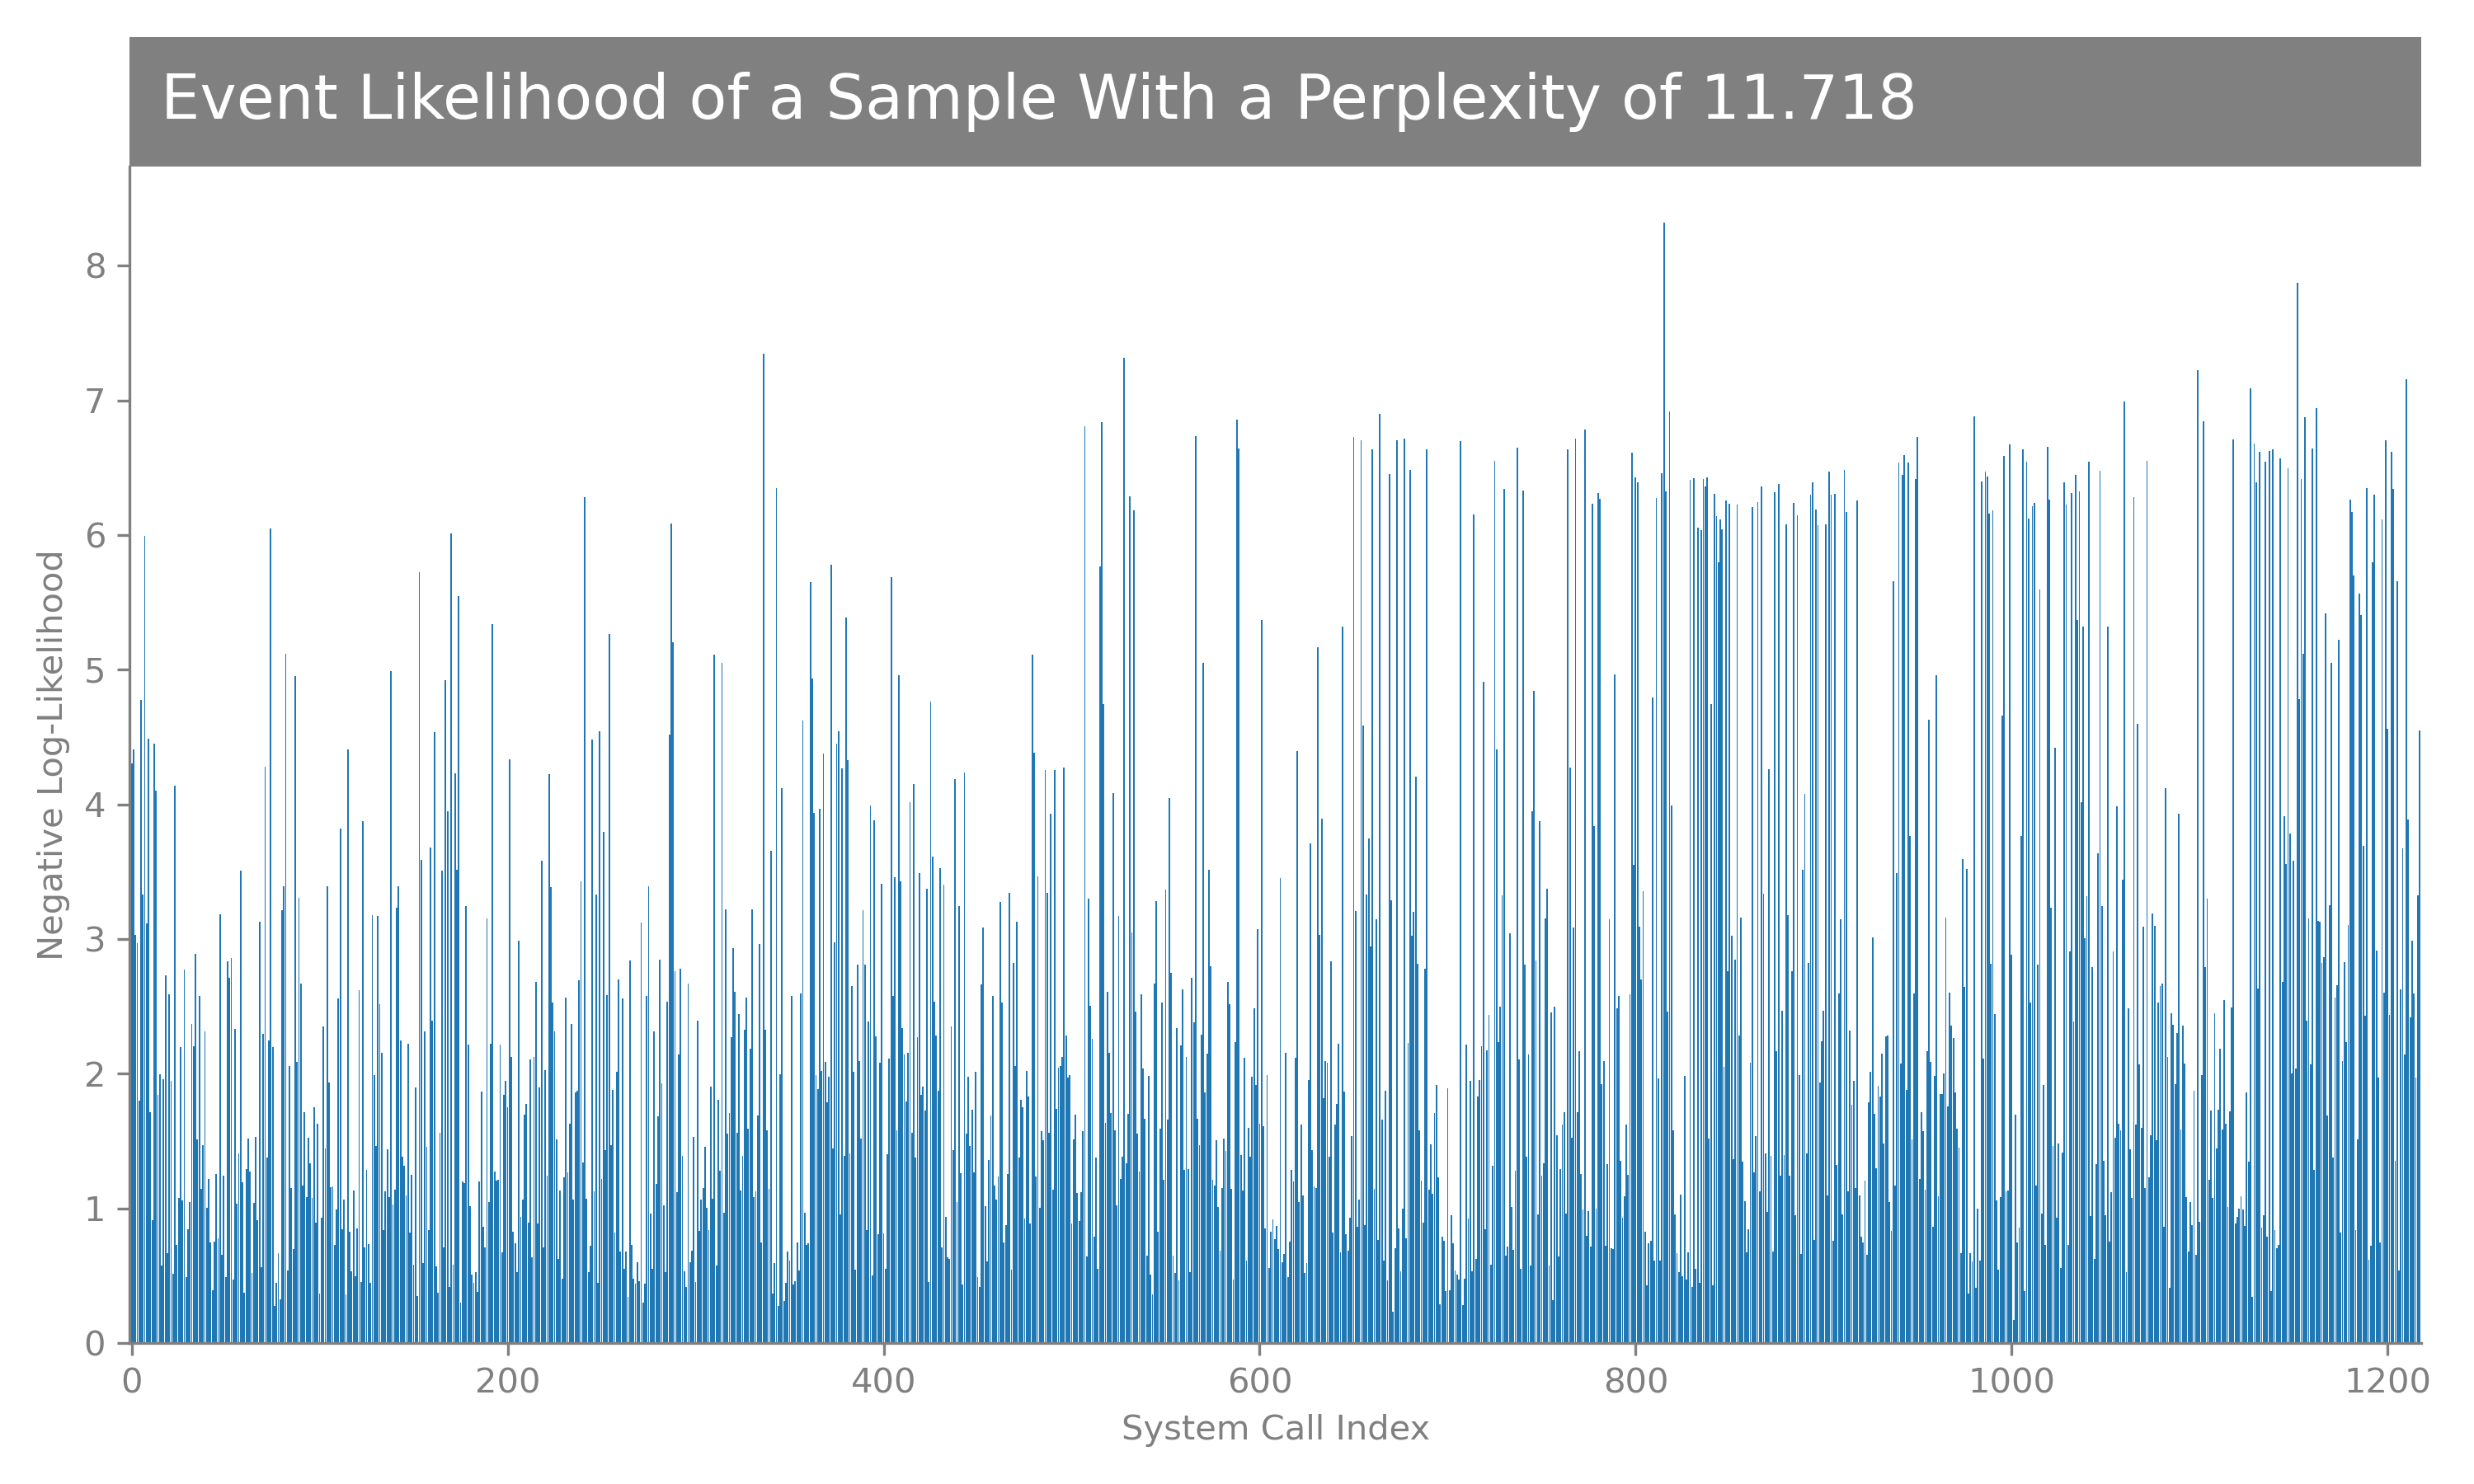 Event Likelihood of a Sample With a Perplexity of 11.718
Negative Log-Likelihood
8
7
6
5
4
3
2
1
0
0 200 400 600 800 1000 1200
System Call Index